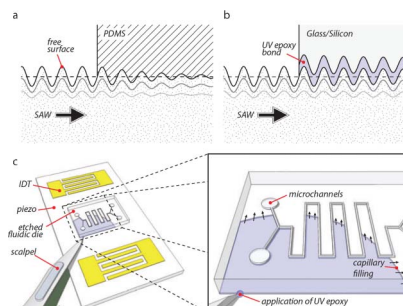 a
PDMS
free
surface
SAW
b
Glass/Silicon
UV epoxy
bond
SAW
c
IDT
piezo
etched
fluidic die
scalpel
microchannels
capillary
filling
application of UV epoxy